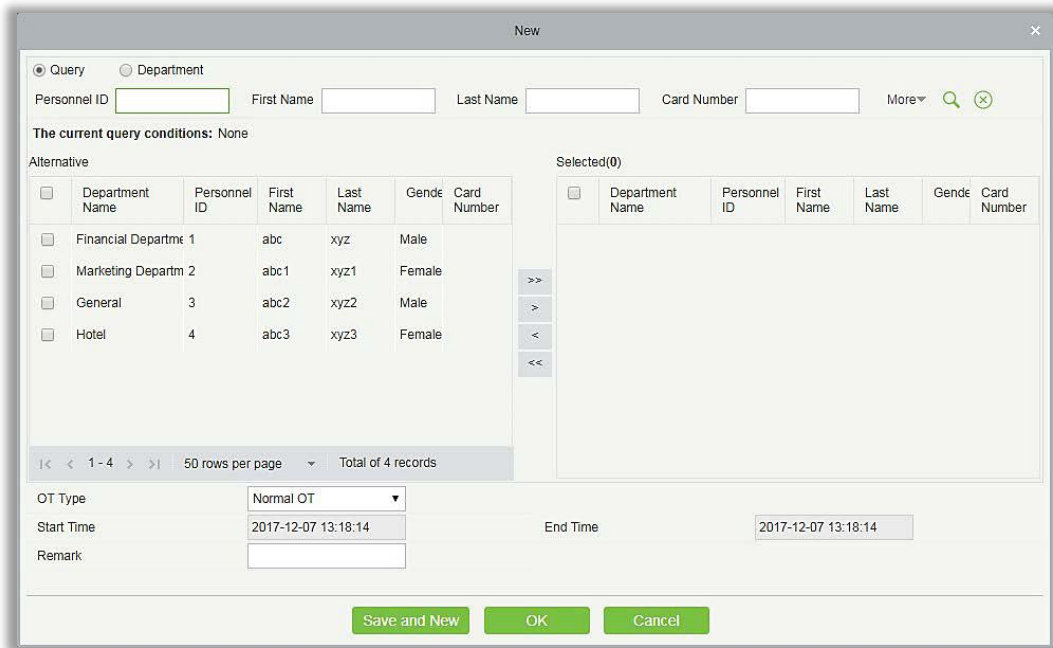 New ×
Query Department
Personnel ID First Name Last Name Card Number More
The current query conditions: None
Alternative Selected(0)
Department Name Personnel ID First Name Last Name Gende Card Number Department Name Personnel ID First Name Last Name Gende Card Number
Financial Departme 1 abc xyz Male
Marketing Departm 2 abc1 xyz1 Female
>>
General 3 abc2 xyz2 Male
>
Hotel 4 abc3 xyz3 Female
<
<<
|< < 1 - 4 > >| 50 rows per page Total of 4 records
OT Type Normal OT
Start Time 2017-12-07 13:18:14 End Time 2017-12-07 13:18:14
Remark
Save and New OK Cancel